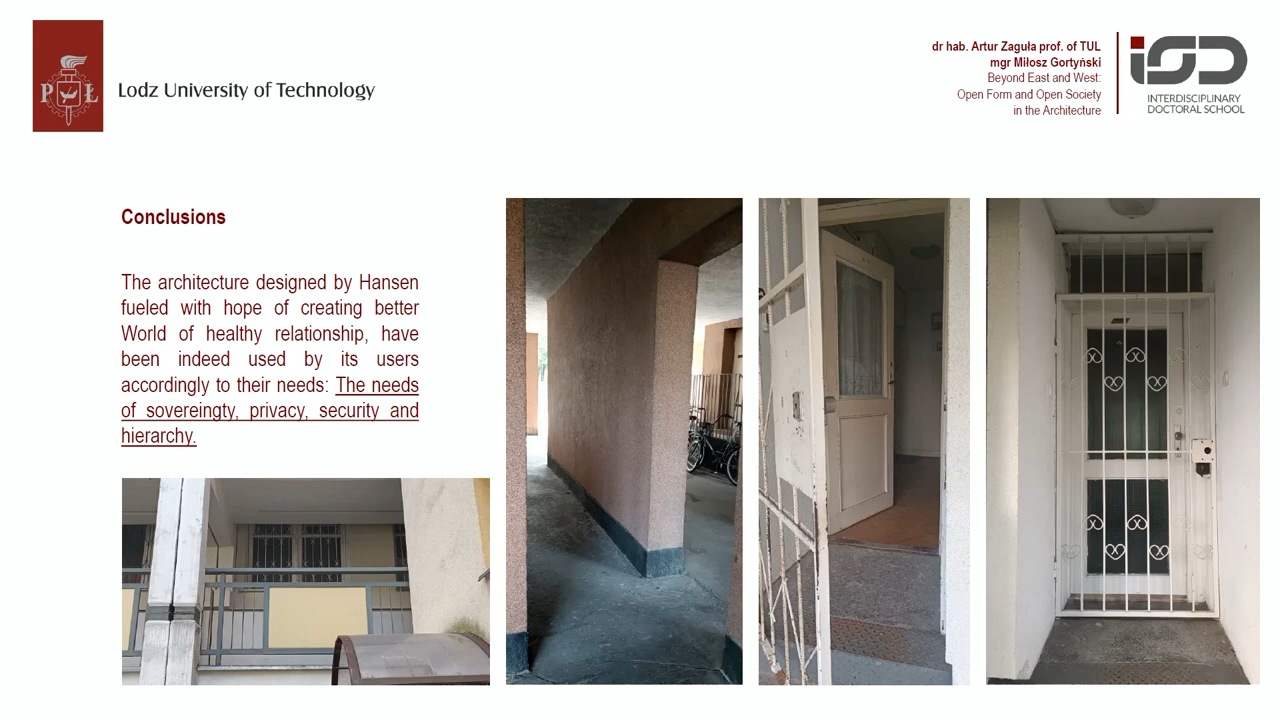 P Ł
Lodz University of Technology
dr hab. Artur Zaguła prof. of TUL
mgr Miłosz Gortyński
Beyond East and West:
Open Form and Open Society
in the Architecture
ISD
INTERDISCIPLINARY
DOCTORAL SCHOOL
Conclusions
The architecture designed by Hansen
fueled with hope of creating better
World of healthy relationship, have
been indeed used by its users
accordingly to their needs: The needs
of sovereingty, privacy, security and
hierarchy.